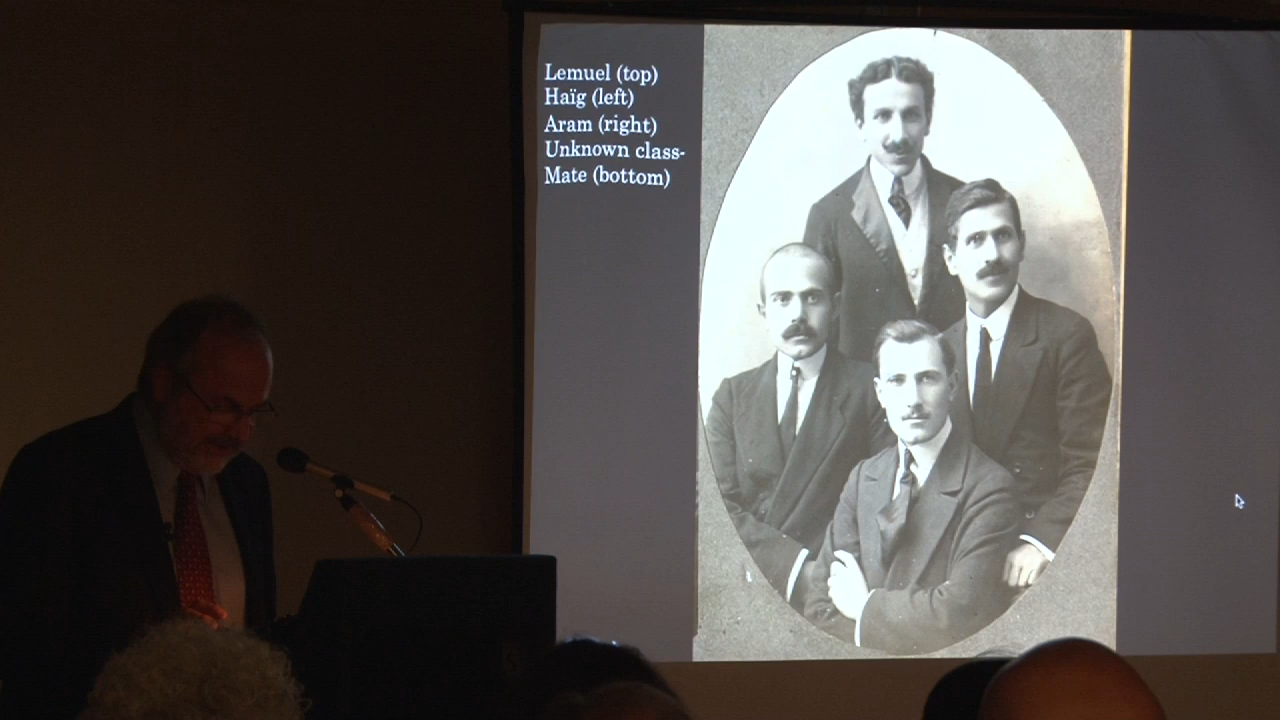 Lemuel (top)
Haïg (left)
Aram (right)
Unknown class-
Mate (bottom)